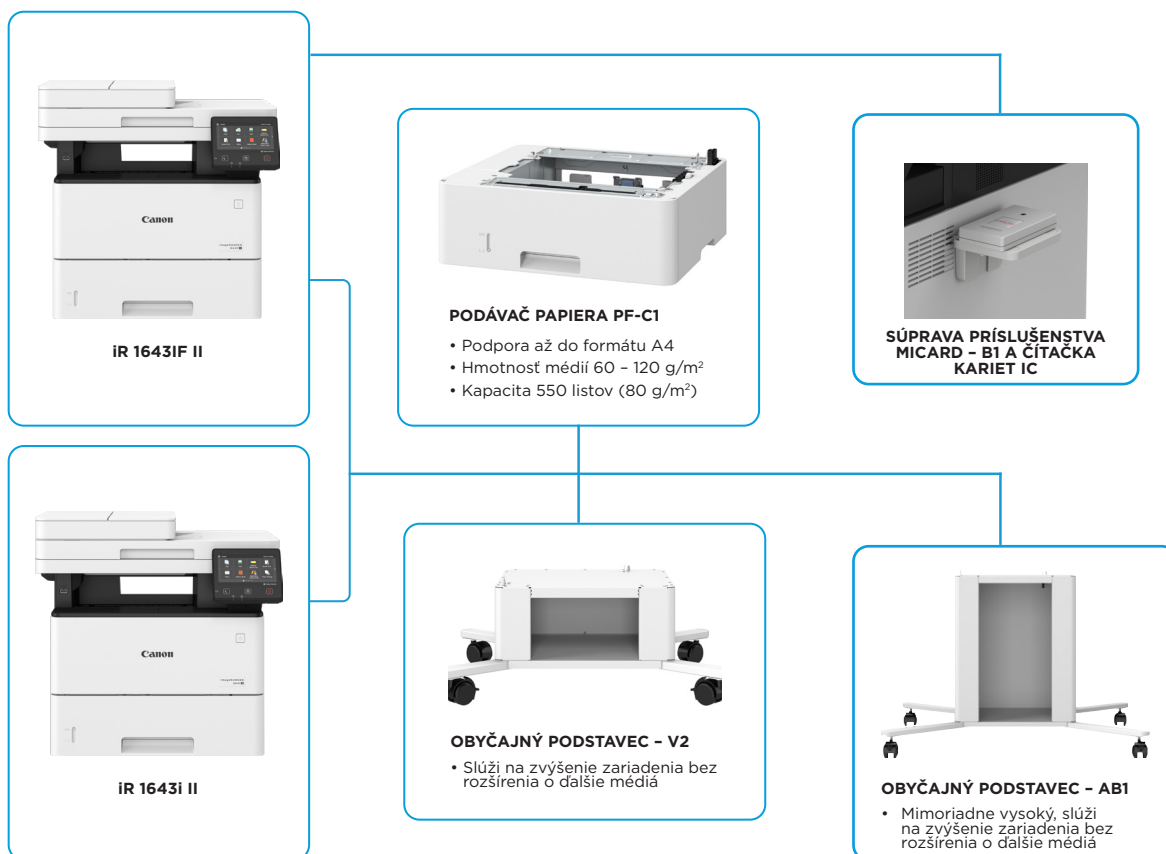 Canon
iR 1643IF II
PODÁVAČ PAPIERA PF-C1
• Podpora až do formátu A4
• Hmotnosť médií 60 – 120 g/m²
• Kapacita 550 listov (80 g/m²)
SÚPRAVA PRÍSLUŠENSTVA
MICARD – B1 A ČÍTAČKA
KARIET IC
Canon
iR 1643i II
OBYČAJNÝ PODSTAVEC – V2
• Slúži na zvýšenie zariadenia bez
rozšírenia o ďalšie médiá
OBYČAJNÝ PODSTAVEC – AB1
• Mimoriadne vysoký, slúži
na zvýšenie zariadenia bez
rozšírenia o ďalšie médiá